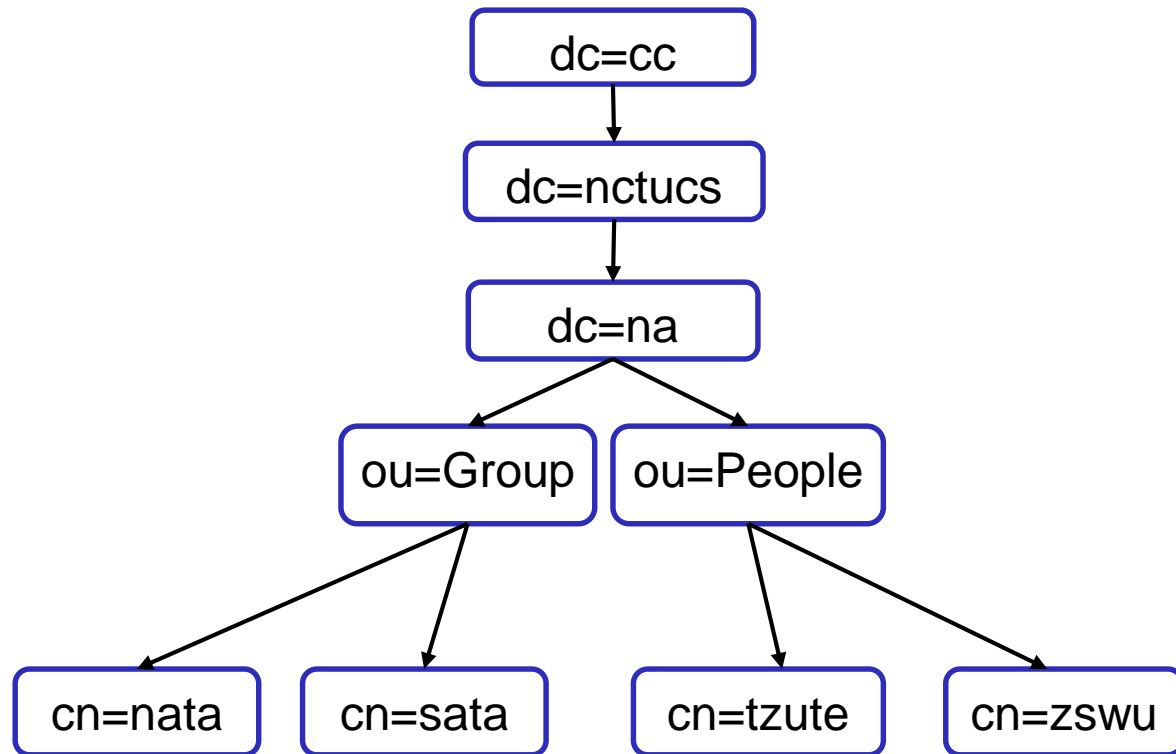 dc=cc
dc=nctucs
dc=na
ou=Group
ou=People
cn=nata
cn=sata
cn=tzute
cn=zswu